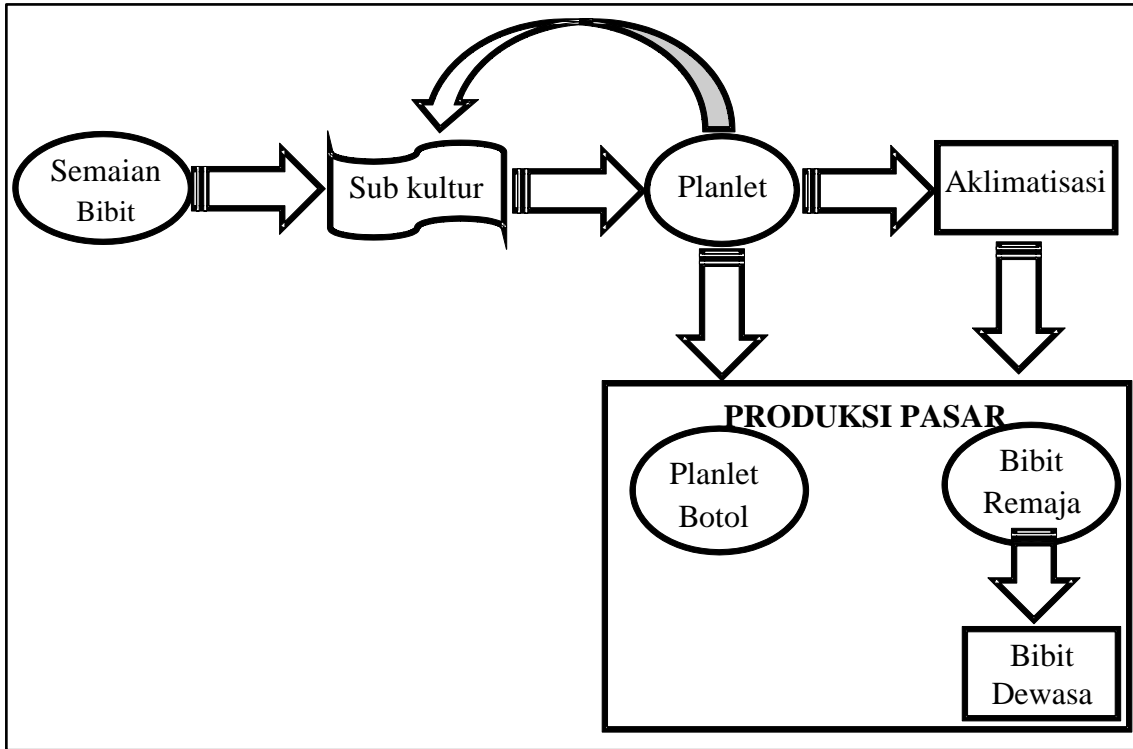 Semaian
Bibit
Sub kultur
Planlet
Aklimatisasi
PRODUKSI PASAR
Planlet
Botol
Bibit
Remaja
Bibit
Dewasa